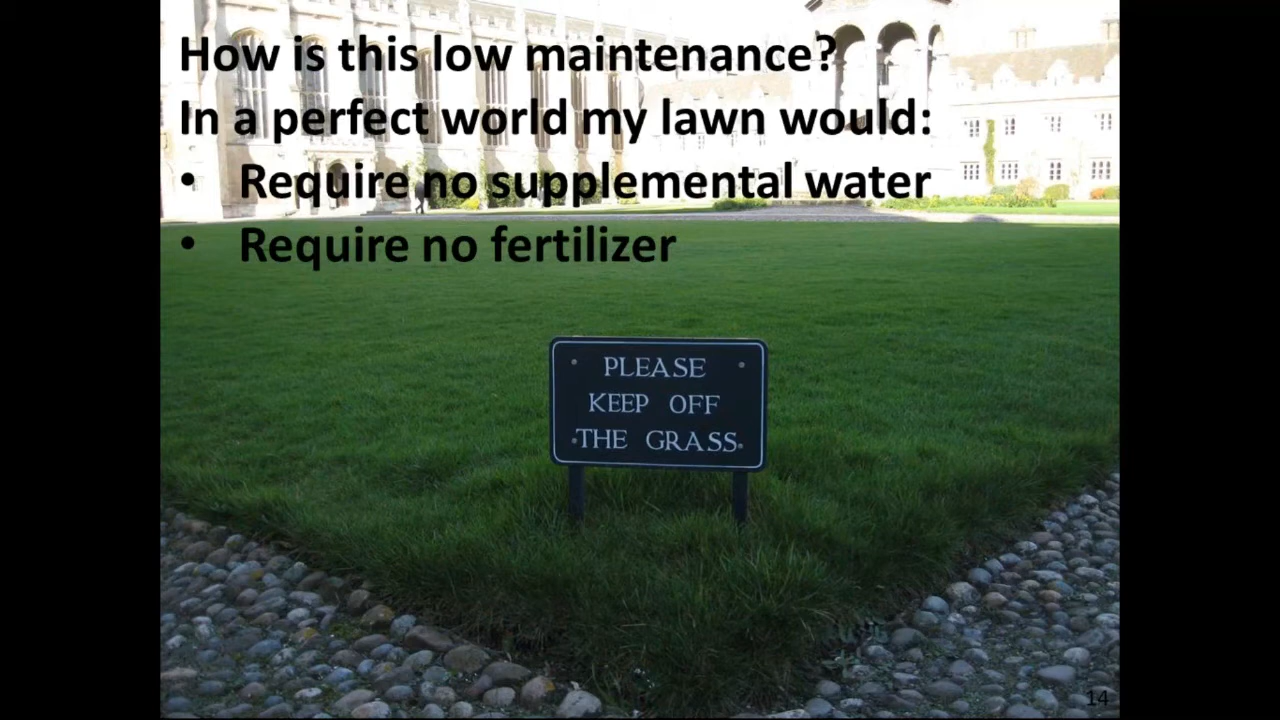 How is this low maintenance?
In a perfect world my lawn would:
• Require no supplemental water
• Require no fertilizer
PLEASE
KEEP OFF
THE GRASS
14